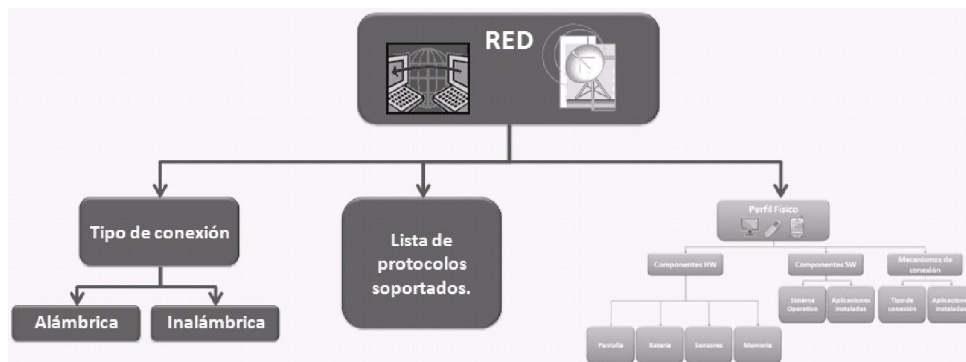 RED
Tipo de conexión
Alámbrica
Inalámbrica
Lista de
protocolos
soportados.
Perfil Físico
Componentes HW
Pantalla
Batería
Sensores
Memoria
Componentes SW
Sistema
Operativo
Aplicaciones
instaladas
Mecanismos de
conexión
Tipo de
conexión
Aplicaciones
instaladas